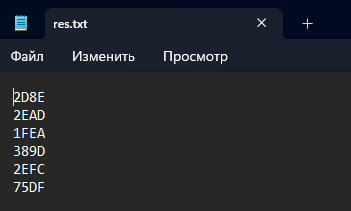 res.txt
Файл Изменить Просмотр
2D8E
2EAD
1FEA
389D
2EFC
75DF